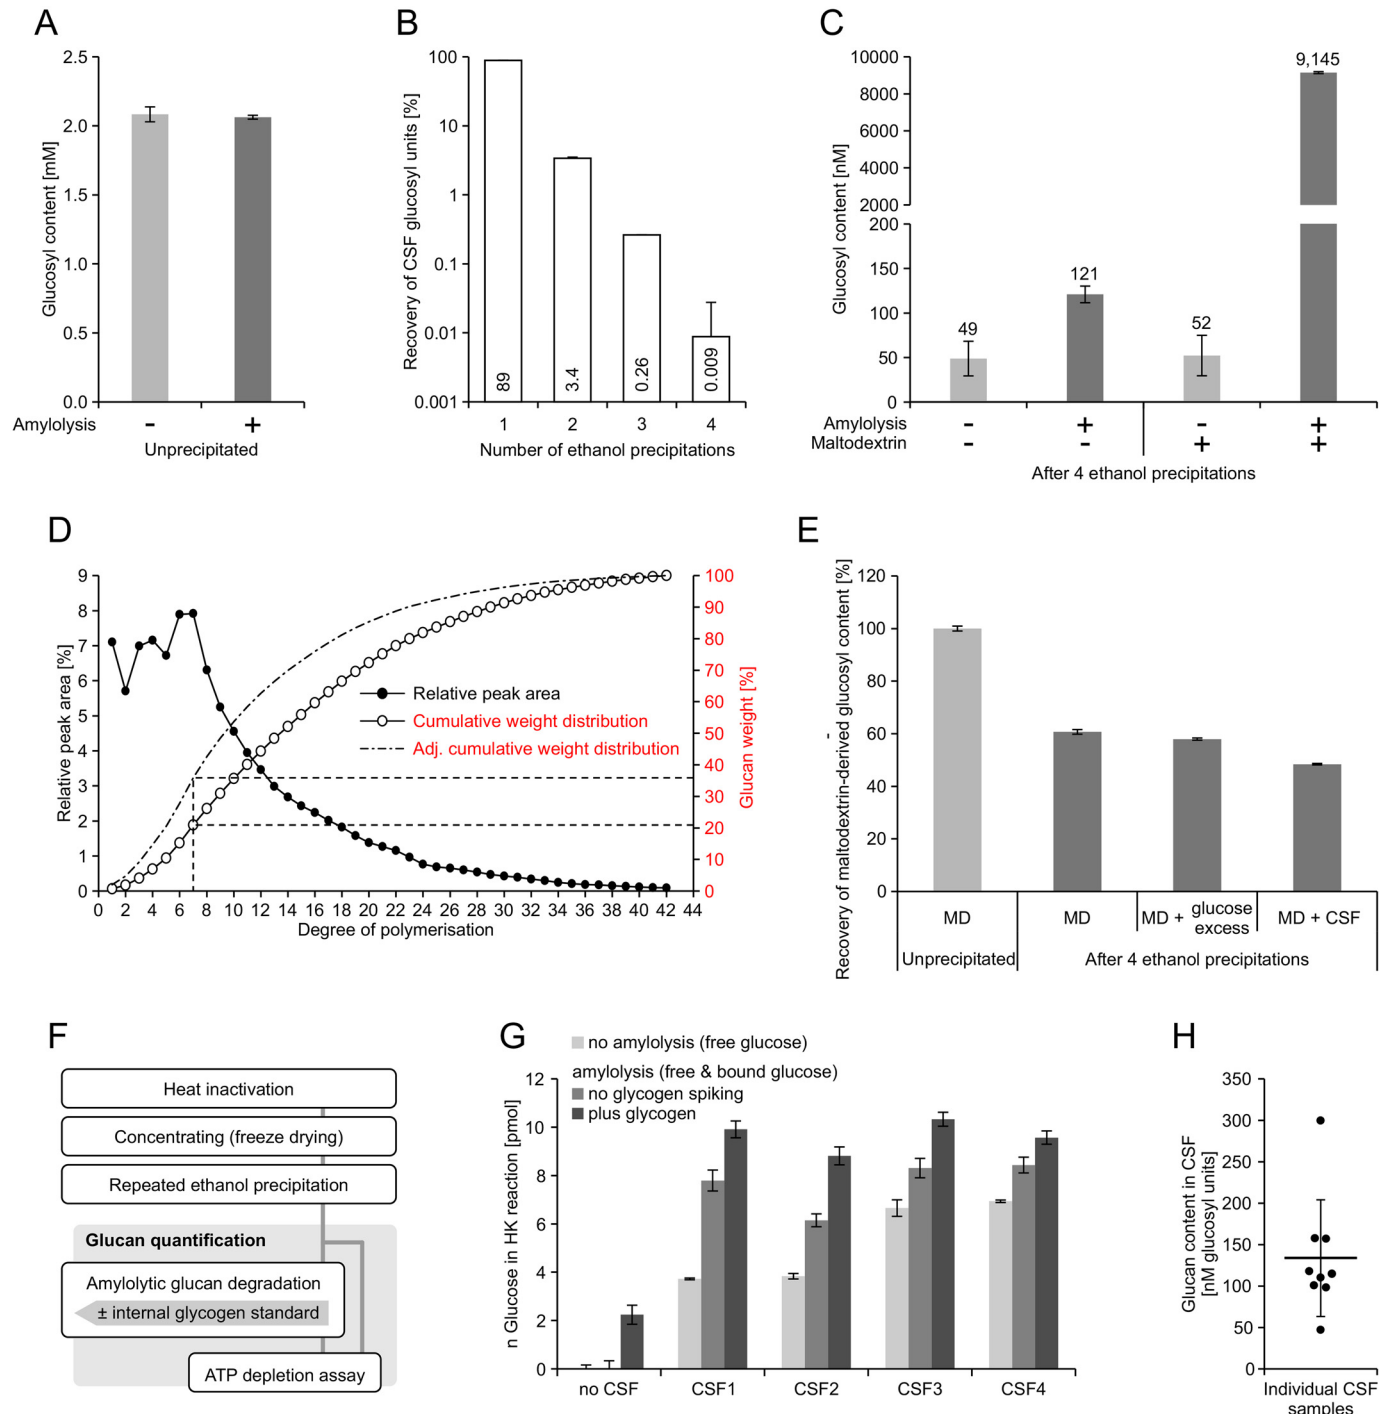 A
2.5
2.0
1.5
1.0
0.5
0.0
Glucosyl content [mM]
Amylolysis - +
Unprecipitated
B
100
10
1
0.1
0.01
0.001
Recovery of CSF glucosyl units [%]
89
3.4
0.26
0.009
1 2 3 4
Number of ethanol precipitations
C
10000
8000
6000
4000
2000
200
150
100
50
0
Glucosyl content [nM]
49
121
52
9,145
Amylolysis - + - +
Maltodextrin - - + +
After 4 ethanol precipitations
D
9
8
7
6
5
4
3
2
1
0
Relative peak area [%]
Relative peak area
Cumulative weight distribution
Adj. cumulative weight distribution
100
90
80
70
60
50
40
30
20
10
0
Glucan weight [%]
0 2 4 6 8 10 12 14 16 18 20 22 24 26 28 30 32 34 36 38 40 42 44
Degree of polymerisation
E
120
100
80
60
40
20
0
Recovery of maltodextrin-derived glucosyl content [%]
MD
MD
MD + glucose
excess
MD + CSF
Unprecipitated
After 4 ethanol precipitations
F
Heat inactivation
Concentrating (freeze drying)
Repeated ethanol precipitation
Glucan quantification
Amylolytic glucan degradation
± internal glycogen standard
ATP depletion assay
G
no amylolysis (free glucose)
amylolysis (free & bound glucose)
no glycogen spiking
plus glycogen
12
10
8
6
4
2
0
n Glucose in HK reaction [pmol]
no CSF CSF1 CSF2 CSF3 CSF4
H
350
300
250
200
150
100
50
0
Glucan content in CSF
[nM glucosyl units]
Individual CSF
samples